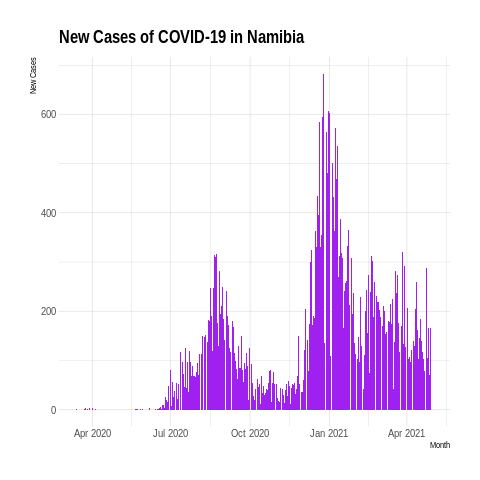 New Cases of COVID-19 in Namibia
New Cases
600
400
200
0
Apr 2020 Jul 2020 Oct 2020 Jan 2021 Apr 2021
Month